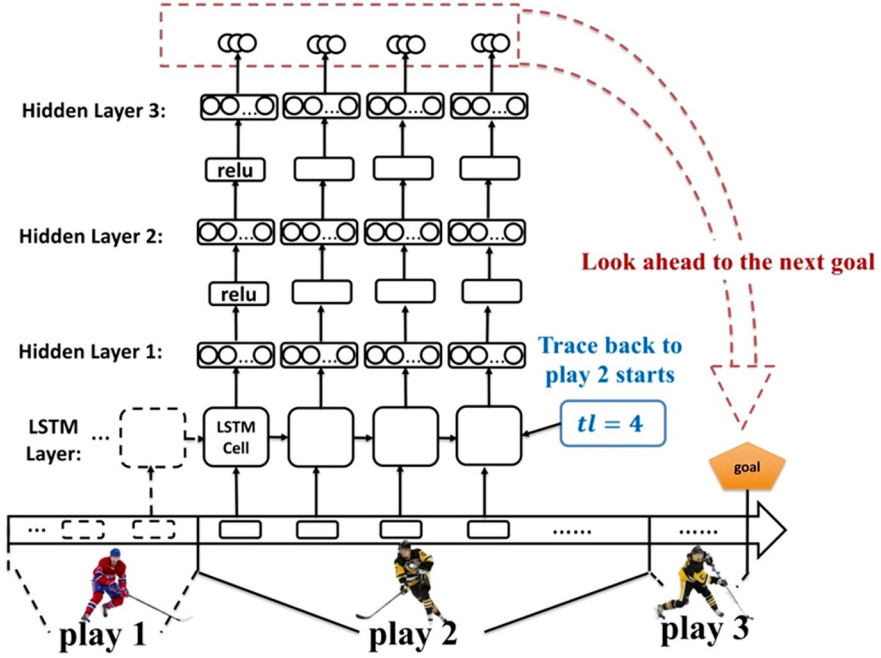 Hidden Layer 3:
...
...
...
...
relu
Hidden Layer 2:
...
...
...
...
Look ahead to the next goal
relu
Hidden Layer 1:
...
...
...
...
Trace back to
play 2 starts
LSTM
Layer:
...
LSTM
Cell
tl = 4
goal
...
......
......
play 1
play 2
play 3